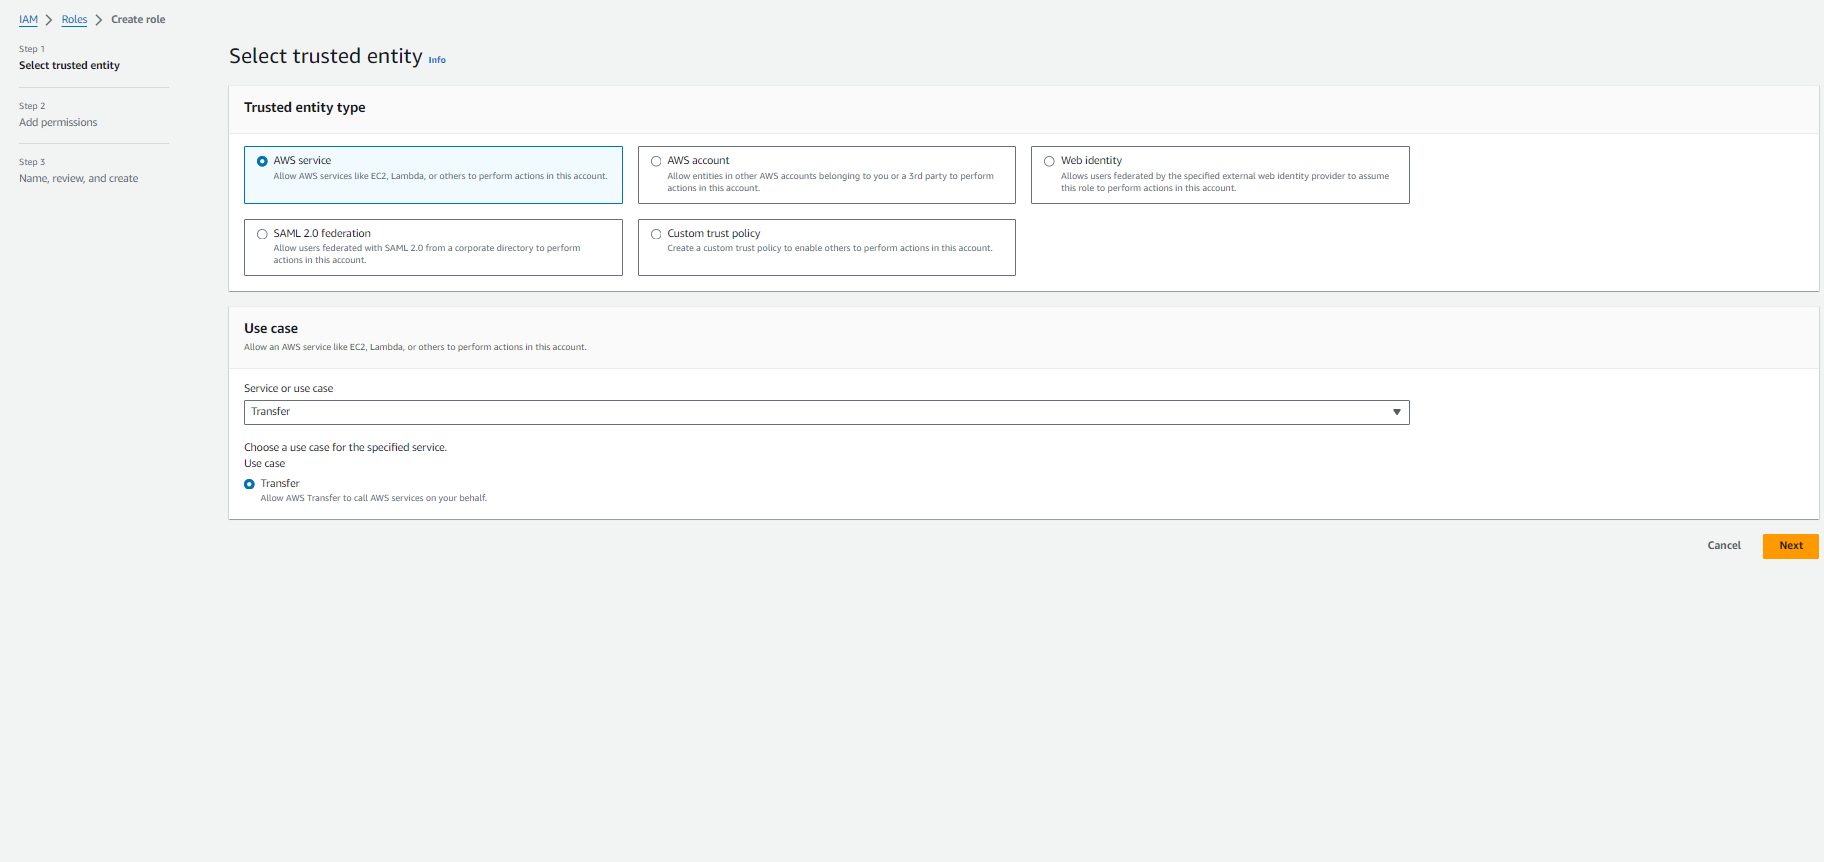 IAM > Roles > Create role
Step 1
Select trusted entity
Step 2
Add permissions
Step 3
Name, review, and create
Select trusted entity Info
Trusted entity type
AWS service
Allow AWS services like EC2, Lambda, or others to perform actions in this account.
AWS account
Allow entities in other AWS accounts belonging to you or a 3rd party to perform
actions in this account.
Web identity
Allows users federated by the specified external web identity provider to assume
this role to perform actions in this account.
SAML 2.0 federation
Allow users federated with SAML 2.0 from a corporate directory to perform
actions in this account.
Custom trust policy
Create a custom trust policy to enable others to perform actions in this account.
Use case
Allow an AWS service like EC2, Lambda, or others to perform actions in this account.
Service or use case
Transfer
Choose a use case for the specified service.
Use case
Transfer
Allow AWS Transfer to call AWS services on your behalf.
Cancel Next